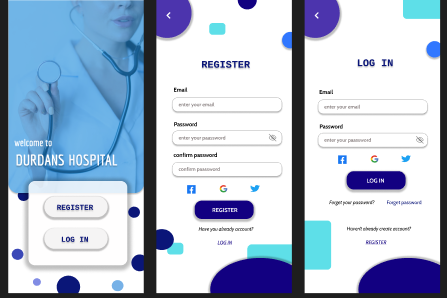 welcome to
DURDANS HOSPITAL
REGISTER
LOG IN
REGISTER
Email
enter your email
Password
enter your password
confirm password
confirm password
REGISTER
Have you already account?
LOG IN
LOG IN
Email
enter your email
Password
enter your password
LOG IN
Forget your password? Forget password
Haven't already create account?
REGISTER